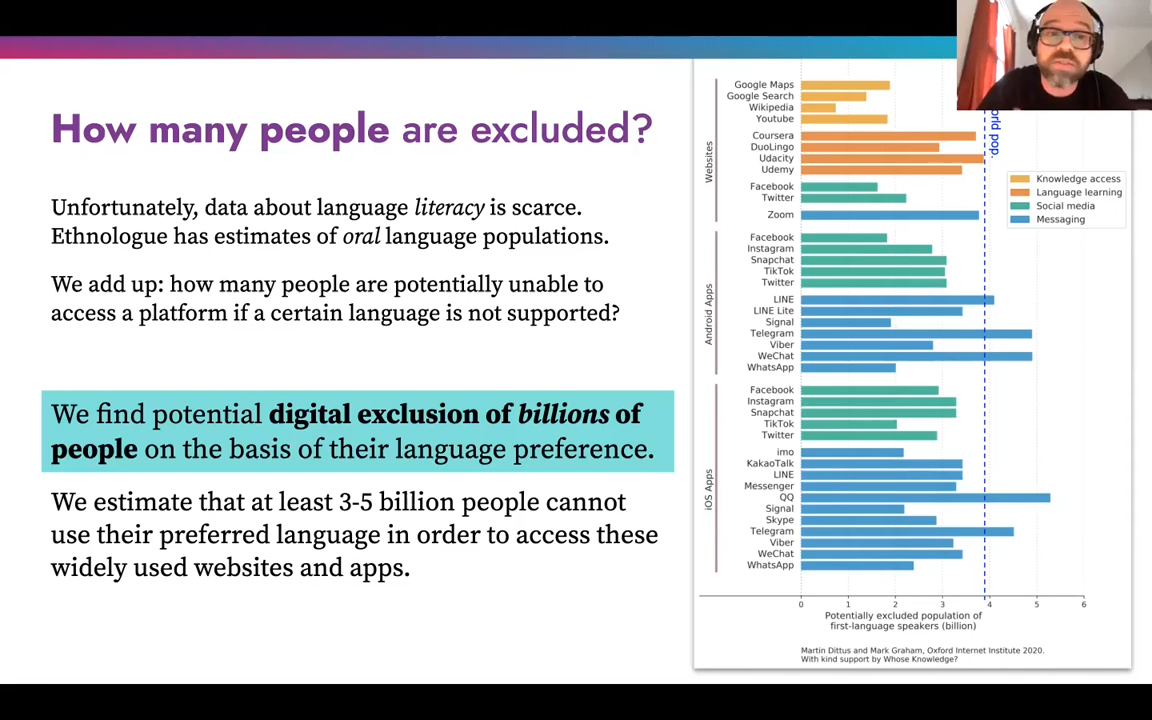 How many people are excluded?
Unfortunately, data about language literacy is scarce.
Ethnologue has estimates of oral language populations.
We add up: how many people are potentially unable to
access a platform if a certain language is not supported?
We find potential digital exclusion of billions of
people on the basis of their language preference.
We estimate that at least 3-5 billion people cannot
use their preferred language in order to access these
widely used websites and apps.
Websites
Google Maps
Google Search
Wikipedia
Youtube
Coursera
DuoLingo
Udacity
Udemy
Facebook
Twitter
Zoom
Android Apps
Facebook
Instagram
Snapchat
TikTok
Twitter
LINE
LINE Lite
Signal
Telegram
Viber
WeChat
WhatsApp
iOS Apps
Facebook
Instagram
Snapchat
TikTok
Twitter
imo
KakaoTalk
LINE
Messenger
QQ
Signal
Skype
Telegram
Viber
WeChat
WhatsApp
pop.
Knowledge access
Language learning
Social media
Messaging
0 1 2 3 4 5 6
Potentially excluded population of
first-language speakers (billion)
Martin Dittus and Mark Graham, Oxford Internet Institute 2020.
With kind support by Whose Knowledge?